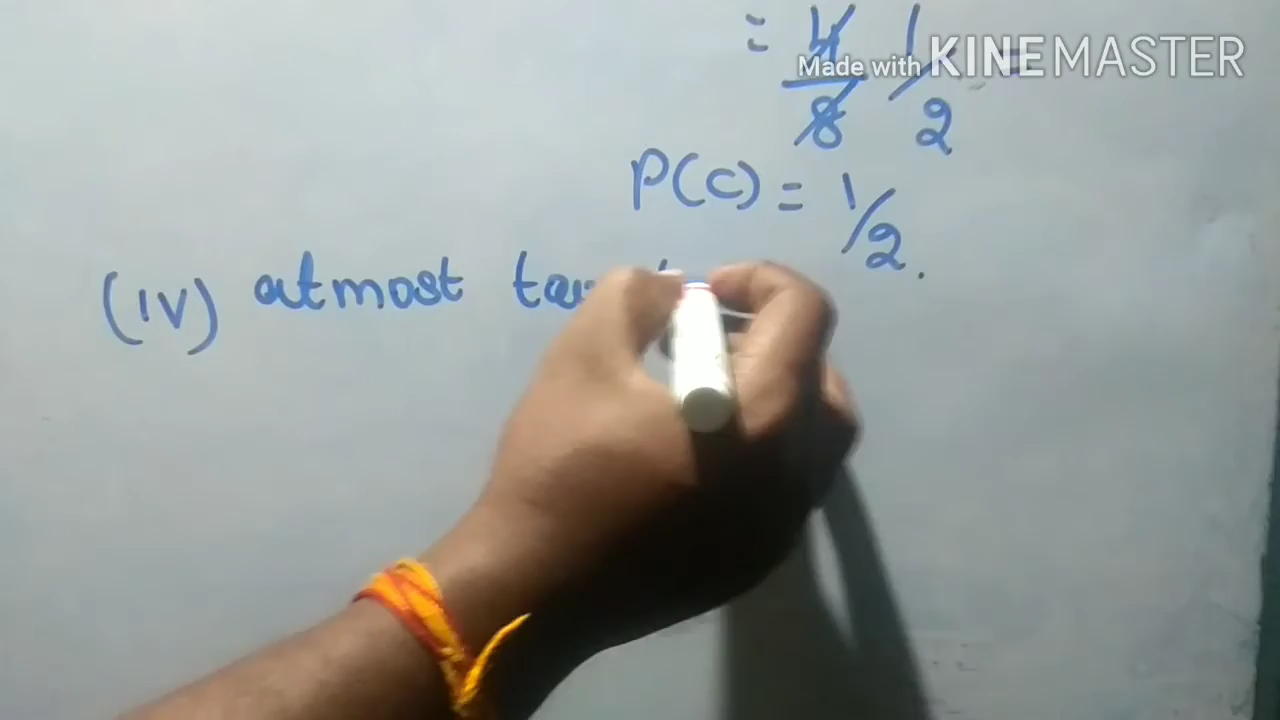 = 4/8 1/2 =
Made with KINEMASTER
P(C) = 1/2.
(IV) atmost